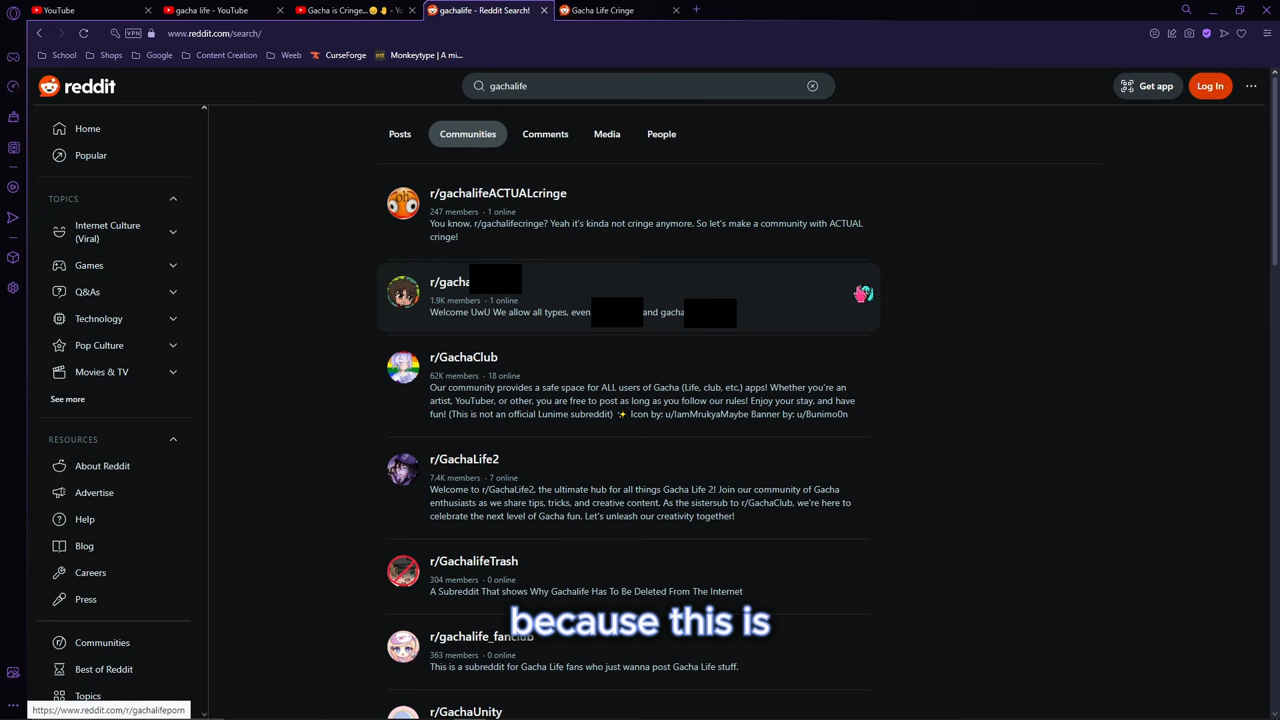 YouTube
gacha life - YouTube
Gacha is Cringe...😠🤚 - Yo
gachalife - Reddit Search!
Gacha Life Cringe
VPN
www.reddit.com/search/
School
Shops
Google
Content Creation
Weeb
CurseForge
mt
Monkeytype | A mi...
reddit
gachalife
Get app
Log In
Home
Popular
TOPICS
Internet Culture
(Viral)
Games
Q&As
Technology
Pop Culture
Movies & TV
See more
RESOURCES
About Reddit
Advertise
Help
Blog
Careers
Press
Communities
Best of Reddit
Topics
https://www.reddit.com/r/gachalifeporn
Posts
Communities
Comments
Media
People
r/gachalifeACTUALcringe
247 members · 1 online
You know, r/gachalifecringe? Yeah it's kinda not cringe anymore. So let's make a community with ACTUAL
cringe!
r/gacha
1.9K members · 1 online
Welcome UwU We allow all types, even and gacha
r/GachaClub
62K members · 18 online
Our community provides a safe space for ALL users of Gacha (Life, club, etc.) apps! Whether you're an
artist, YouTuber, or other, you are free to post as long as you follow our rules! Enjoy your stay, and have
fun! (This is not an official Lunime subreddit) ✨ Icon by: u/IamMrukyaMaybe Banner by: u/Bunimo0n
r/GachaLife2
7.4K members · 7 online
Welcome to r/GachaLife2, the ultimate hub for all things Gacha Life 2! Join our community of Gacha
enthusiasts as we share tips, tricks, and creative content. As the sistersub to r/GachaClub, we're here to
celebrate the next level of Gacha fun. Let's unleash our creativity together!
r/GachalifeTrash
304 members · 0 online
A Subreddit That shows Why Gachalife Has To Be Deleted From The Internet
because this is
r/gachalife_fanclub
363 members · 0 online
This is a subreddit for Gacha Life fans who just wanna post Gacha Life stuff.
r/GachaUnity